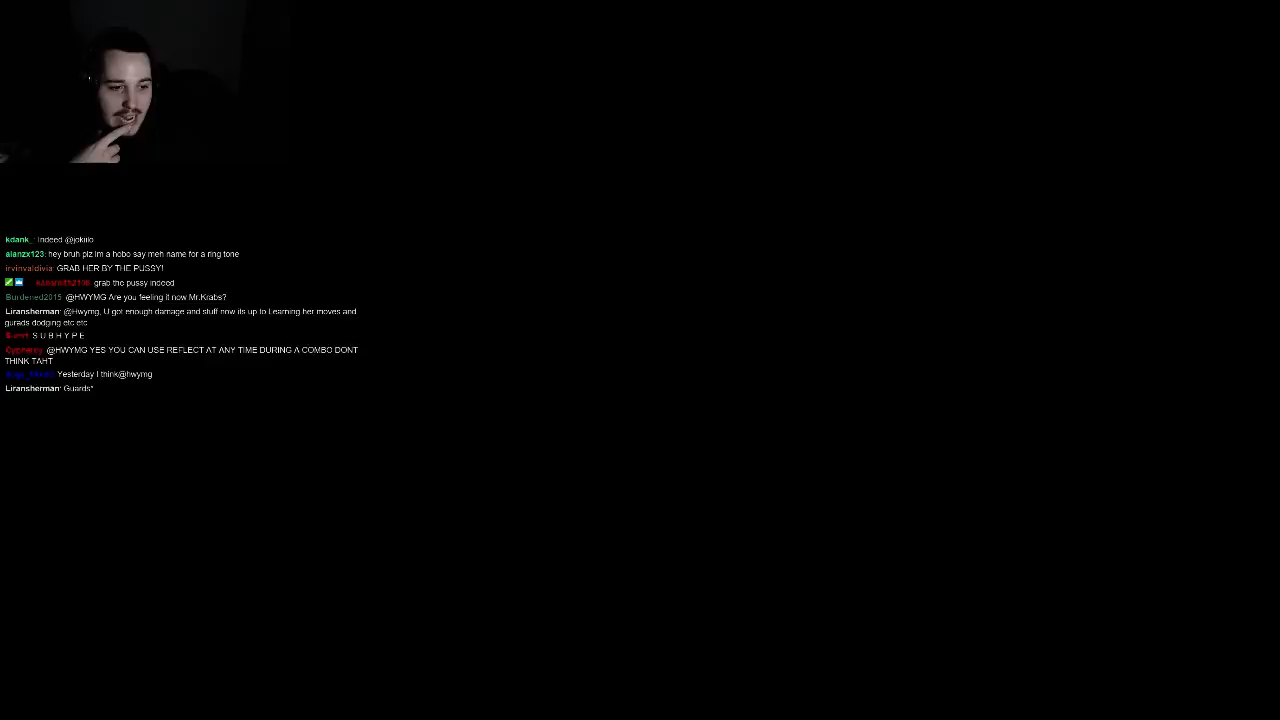 kdank_: Indeed @jokiilo
alanzx123: hey bruh plz im a hobo say meh name for a ring tone
irvinvaldivia: GRAB HER BY THE PUSSY!
grab the pussy indeed
Burdened2015: @HWYMG Are you feeling it now Mr.Krabs?
Liransherman: @Hwymg, U got enough damage and stuff now its up to Learning her moves and
gurads dodging etc etc
S U B H Y P E
@HWYMG YES YOU CAN USE REFLECT AT ANY TIME DURING A COMBO DONT
THINK TAHT
Yesterday I think@hwymg
Liransherman: Guards*